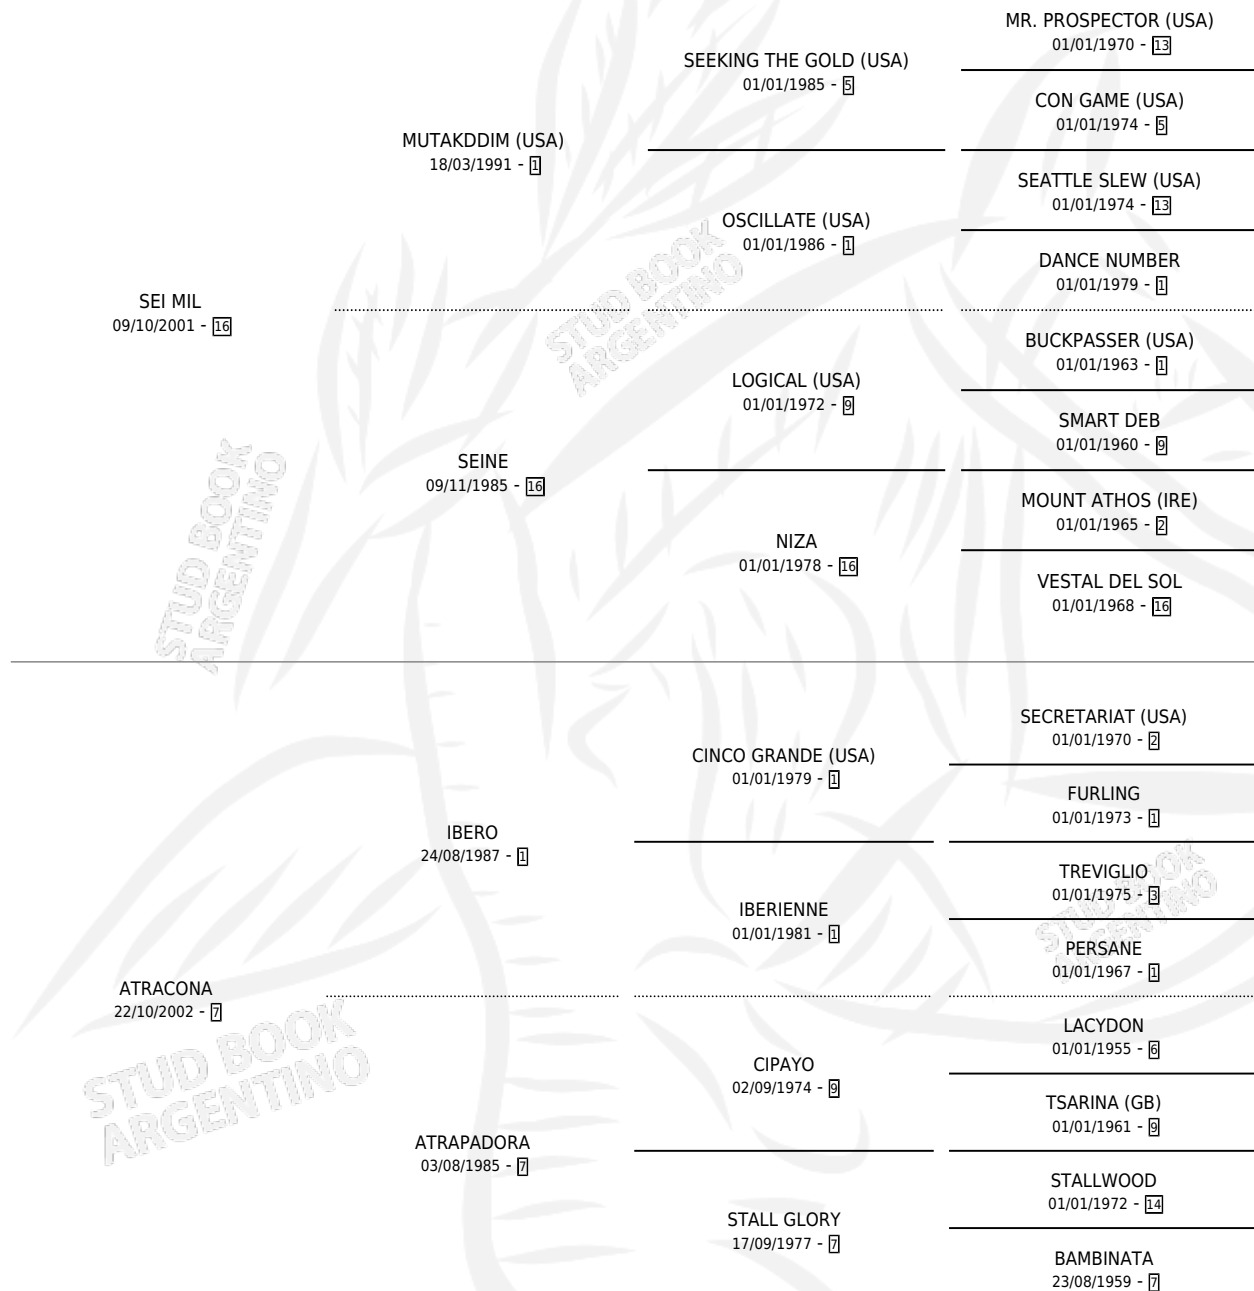 MR. PROSPECTOR (USA)
01/01/1970 - 13
SEEKING THE GOLD (USA)
01/01/1985 - 5
CON GAME (USA)
01/01/1974 - 5
MUTAKDDIM (USA)
18/03/1991 - 1
SEATTLE SLEW (USA)
01/01/1974 - 13
OSCILLATE (USA)
01/01/1986 - 1
DANCE NUMBER
01/01/1979 - 1
SEI MIL
09/10/2001 - 16
STUD BOOK
ARGENTINO
BUCKPASSER (USA)
01/01/1963 - 1
LOGICAL (USA)
01/01/1972 - 9
SMART DEB
01/01/1960 - 9
SEINE
09/11/1985 - 16
MOUNT ATHOS (IRE)
01/01/1965 - 2
NIZA
01/01/1978 - 16
VESTAL DEL SOL
01/01/1968 - 16
STUD BOOK
ARGENTINO
SECRETARIAT (USA)
01/01/1970 - 2
CINCO GRANDE (USA)
01/01/1979 - 1
FURLING
01/01/1973 - 1
IBERO
24/08/1987 - 1
TREVIGLIO
01/01/1975 - 3
IBERIENNE
01/01/1981 - 1
PERSANE
01/01/1967 - 1
STUD BOOK
ARGENTINO
ATRACONA
22/10/2002 - 7
LACYDON
01/01/1955 - 6
CIPAYO
02/09/1974 - 9
TSARINA (GB)
01/01/1961 - 9
STUD BOOK
ARGENTINO
ATRAPADORA
03/08/1985 - 7
STALLWOOD
01/01/1972 - 14
STALL GLORY
17/09/1977 - 7
BAMBINATA
23/08/1959 - 7